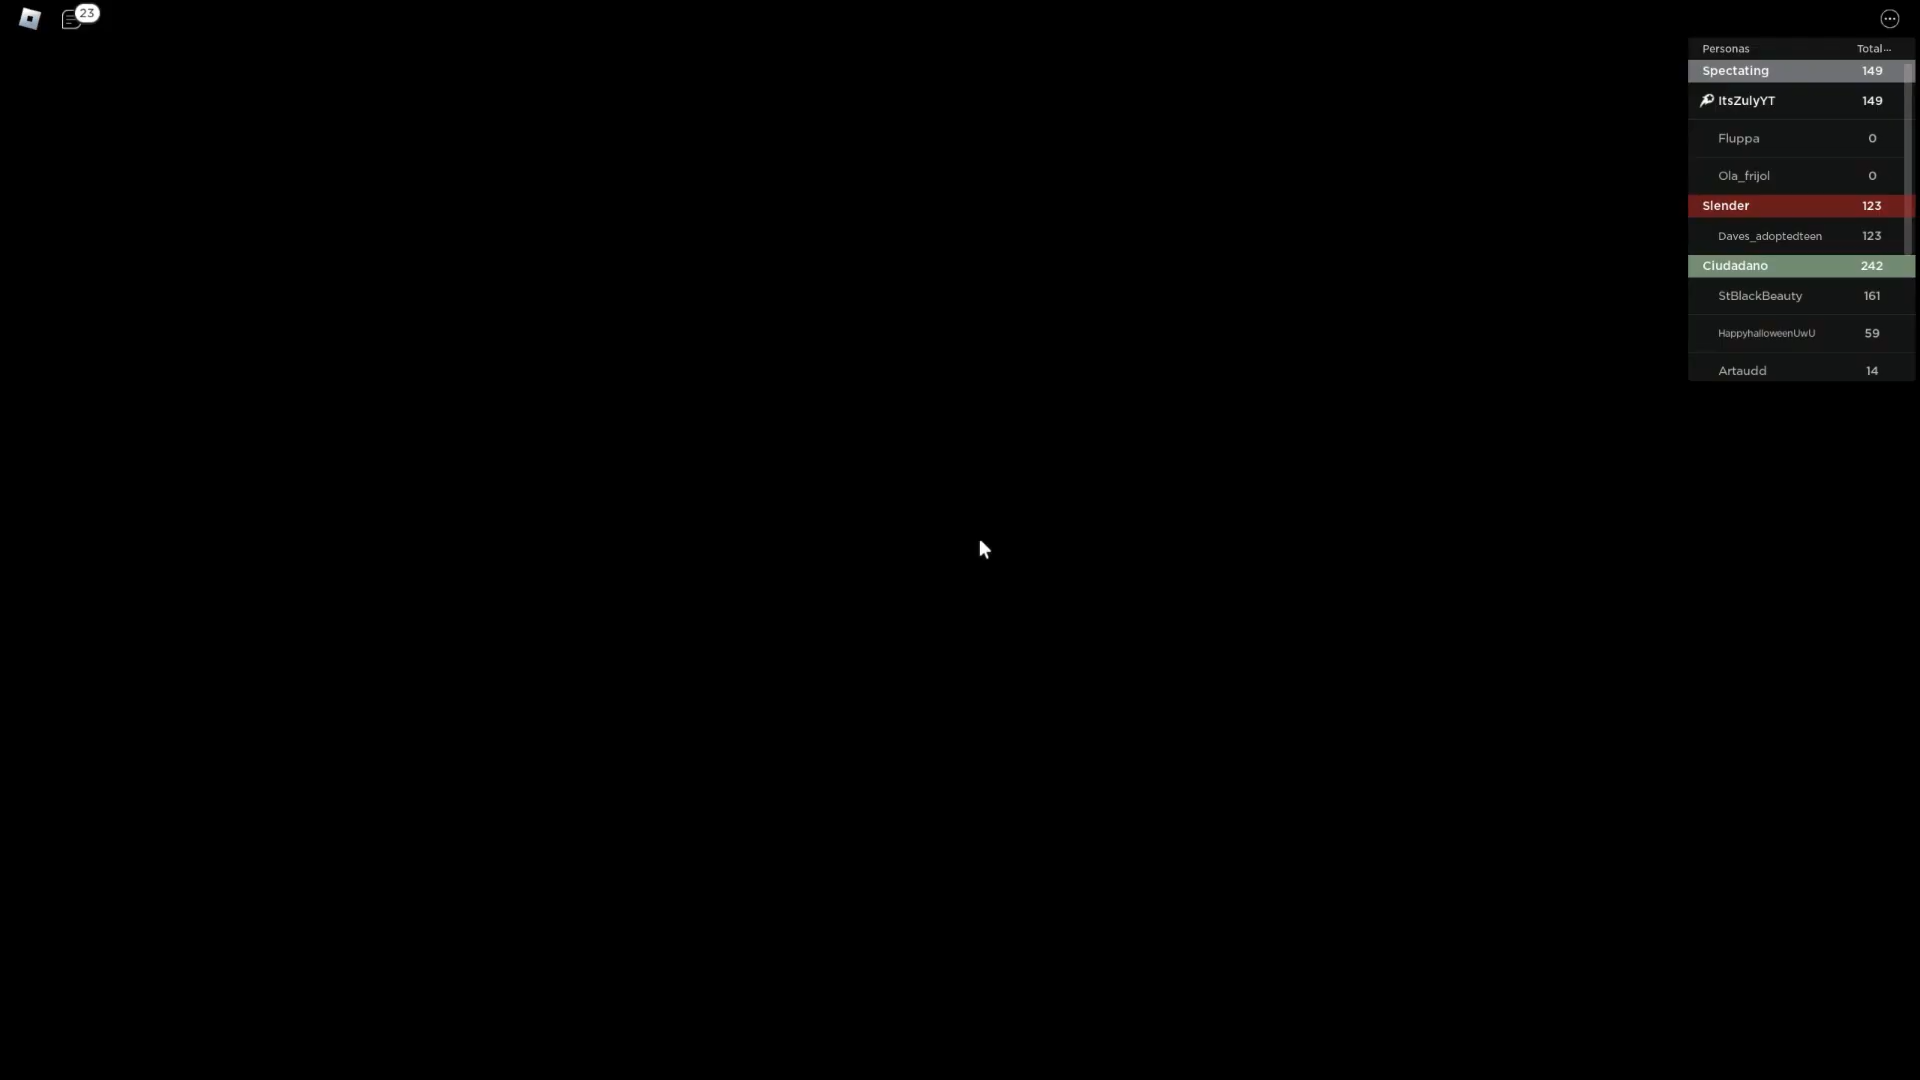 23
Personas Total...
Spectating 149
ItsZulyYT 149
Fluppa 0
Ola_frijol 0
Slender 123
Daves_adoptedteen 123
Ciudadano 242
StBlackBeauty 161
HappyhalloweenUwU 59
Artaudd 14